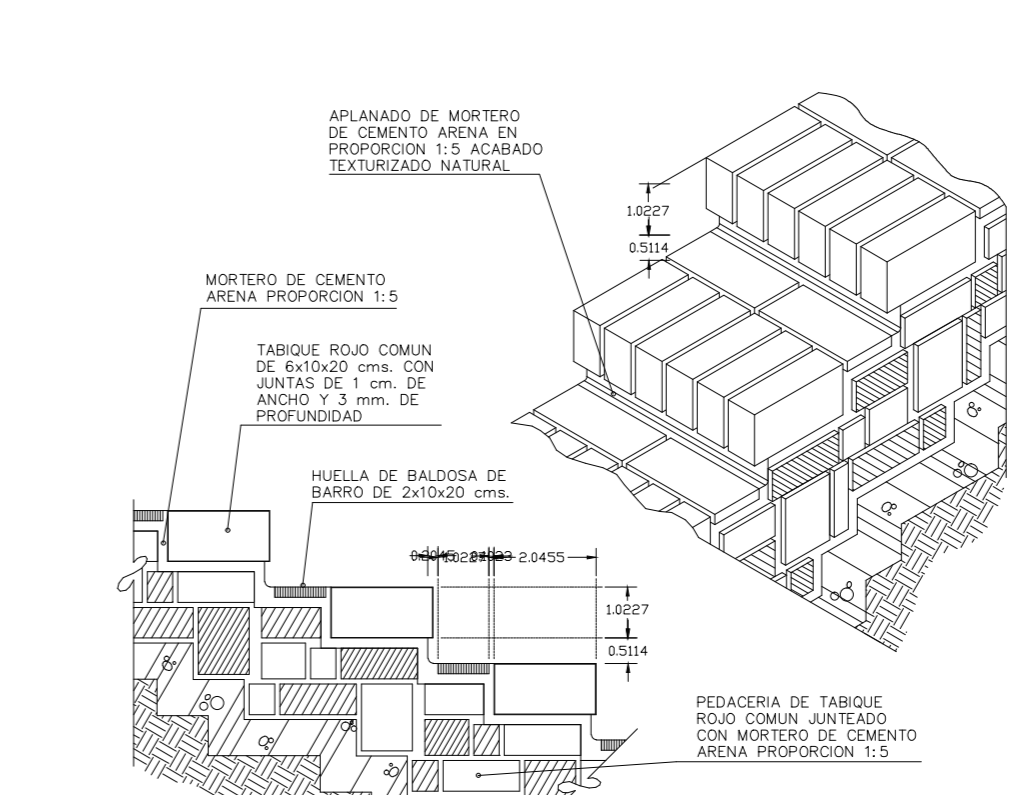 APLANADO DE MORTERO
DE CEMENTO ARENA EN
PROPORCION 1:5 ACABADO
TEXTURIZADO NATURAL
1.0227
0.5114
MORTERO DE CEMENTO
ARENA PROPORCION 1:5
TABIQUE ROJO COMUN
DE 6x10x20 cms. CON
JUNTAS DE 1 cm. DE
ANCHO Y 3 mm. DE
PROFUNDIDAD
HUELLA DE BALDOSA DE
BARRO DE 2x10x20 cms.
2.0455
1.0227
0.5114
PEDACERIA DE TABIQUE
ROJO COMUN JUNTEADO
CON MORTERO DE CEMENTO
ARENA PROPORCION 1:5